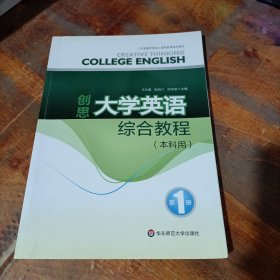 CREATIVE THINKING
COLLEGE ENGLISH
创思
大学英语
综合教程
(本科用)
第1册
华东师范大学出版社